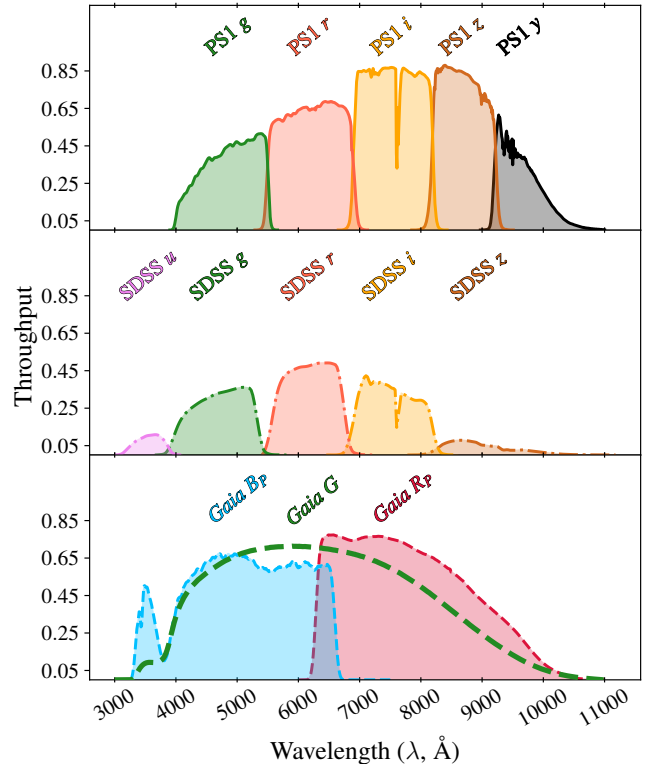 PS1 g PS1 r PS1 i PS1 z PS1 y
0.85
0.65
0.45
0.25
0.05
SDSS u SDSS g SDSS r SDSS i SDSS z
0.85
0.65
0.45
0.25
0.05
Throughput
Gaia BP Gaia G Gaia RP
0.85
0.65
0.45
0.25
0.05
3000 4000 5000 6000 7000 8000 9000 10000 11000
Wavelength (λ, Å)